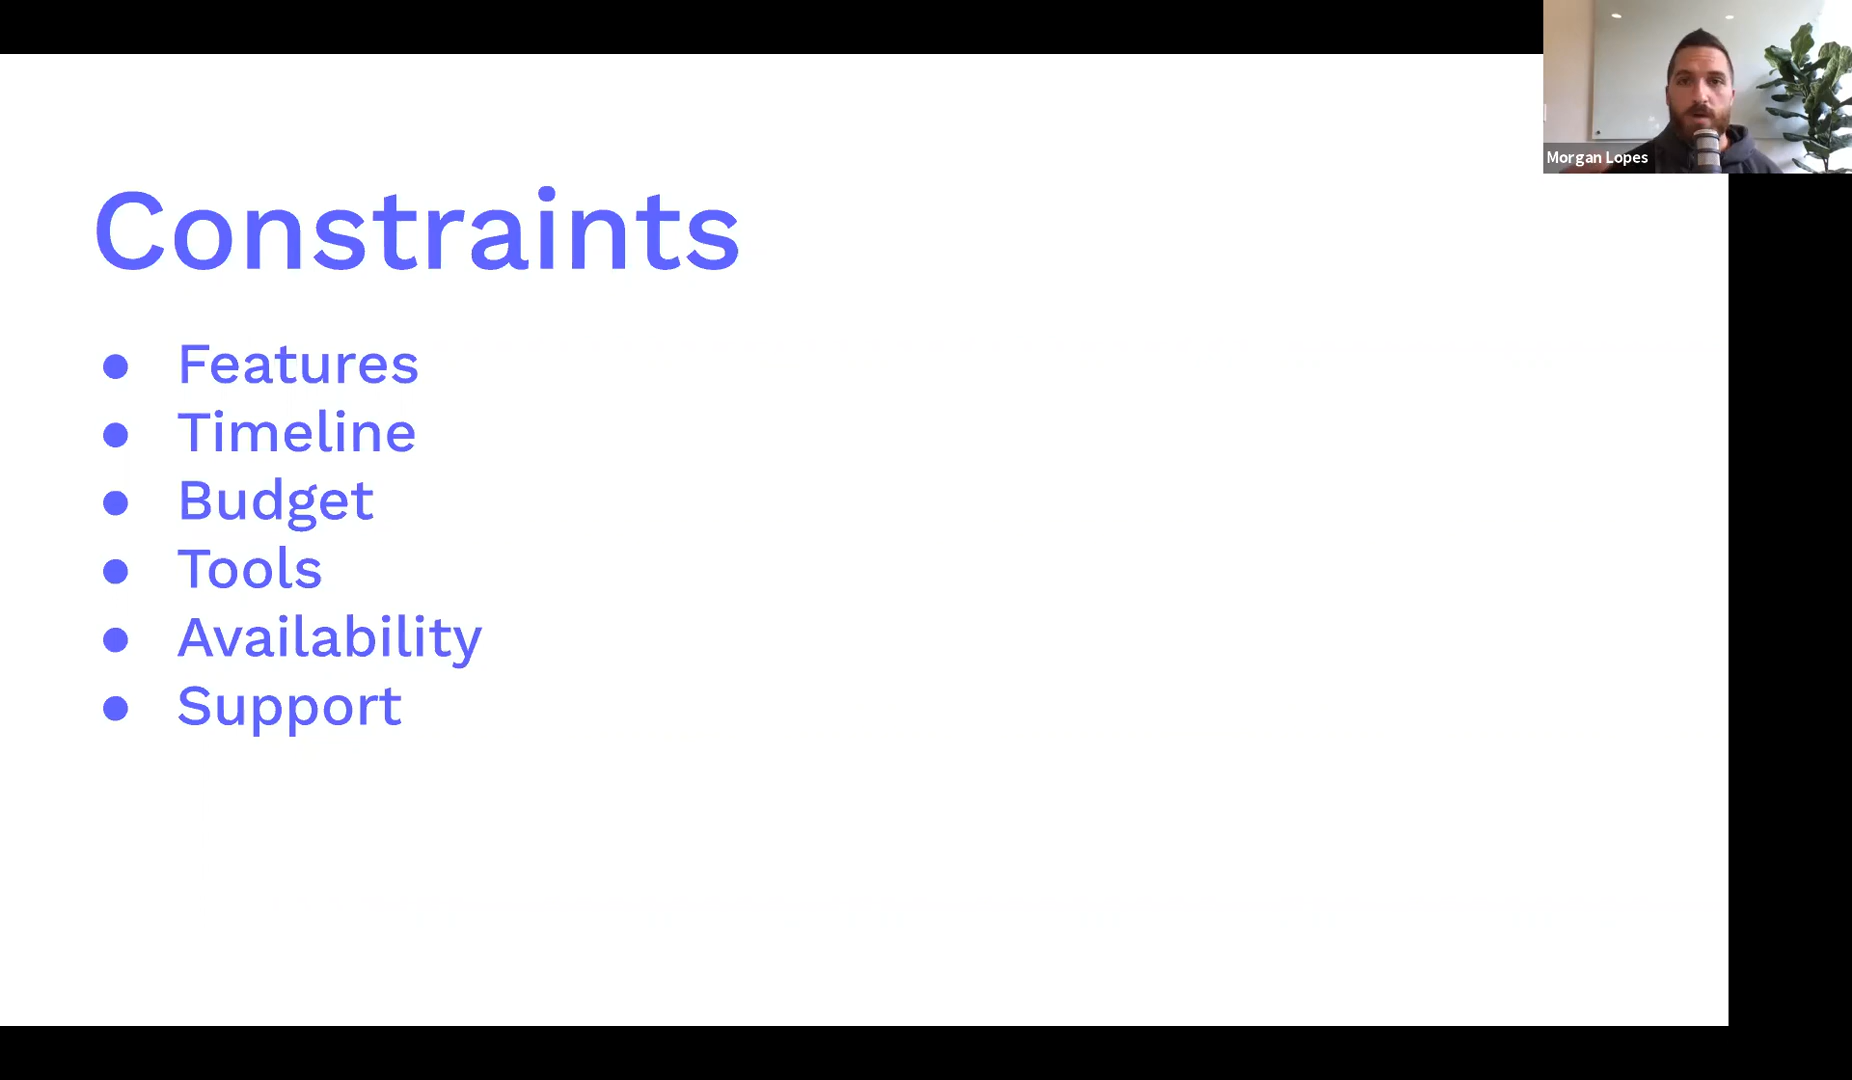 Morgan Lopes
Constraints
● Features
● Timeline
● Budget
● Tools
● Availability
● Support